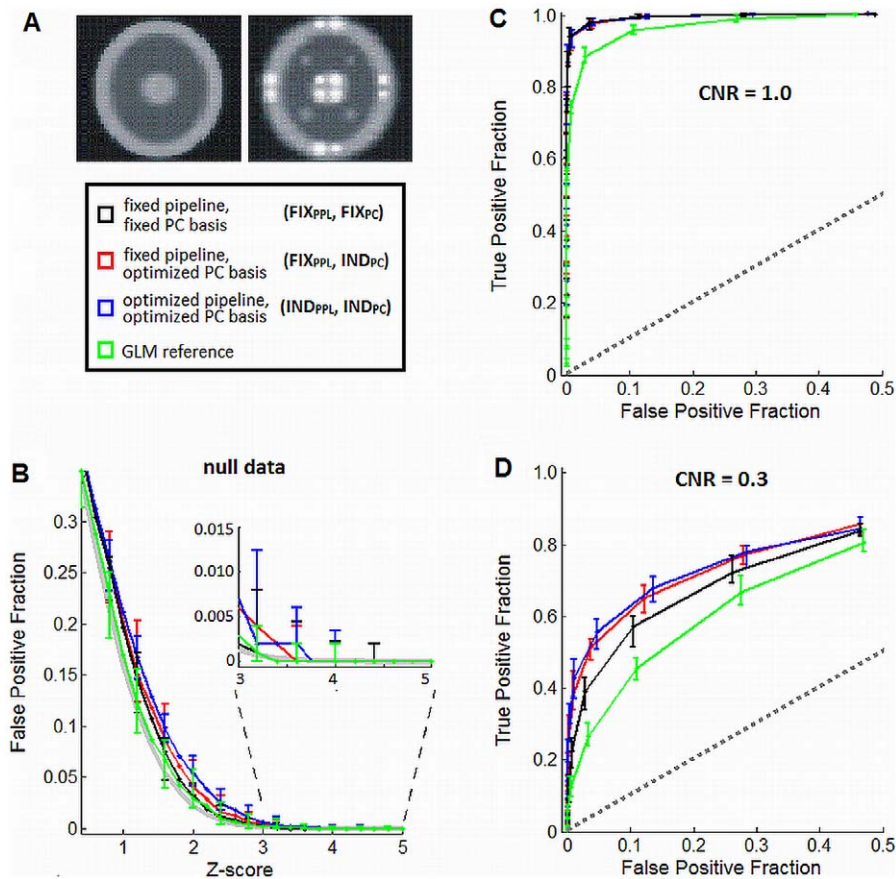 A
fixed pipeline,
fixed PC basis
(FIXPPL, FIXPC)
fixed pipeline,
optimized PC basis
(FIXPPL, INDPC)
optimized pipeline,
optimized PC basis
(INDPPL, INDPC)
GLM reference
B
null data
False Positive Fraction
0.3
0.25
0.2
0.15
0.1
0.05
0
1
2
3
4
5
Z-score
0.015
0.01
0.005
0
3
4
5
C
CNR = 1.0
True Positive Fraction
1.0
0.8
0.6
0.4
0.2
0
0
0.1
0.2
0.3
0.4
0.5
False Positive Fraction
D
CNR = 0.3
True Positive Fraction
1.0
0.8
0.6
0.4
0.2
0
0
0.1
0.2
0.3
0.4
0.5
False Positive Fraction